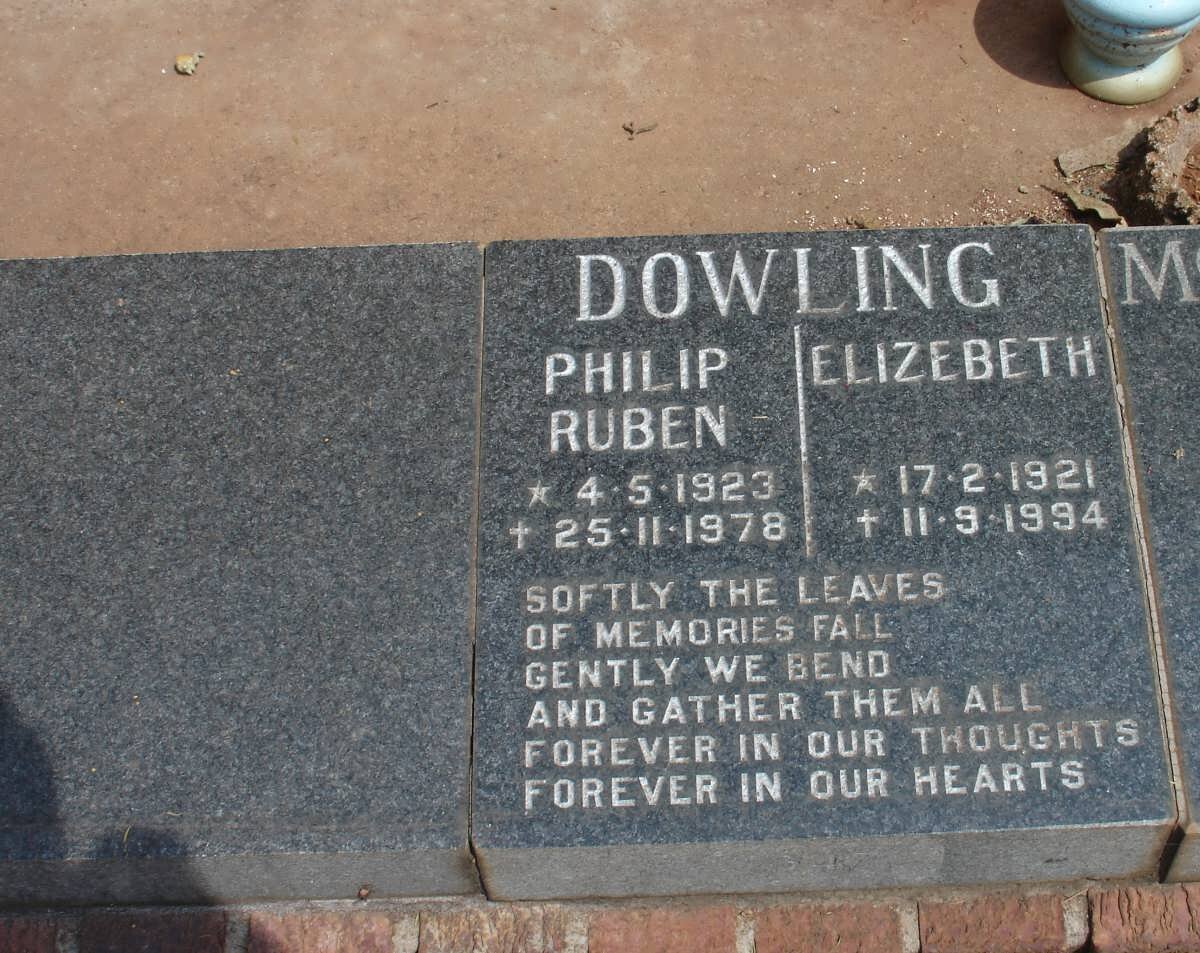 DOWLING
PHILIP
RUBEN
★ 4·5·1923
✝ 25·11·1978
ELIZEBETH
★ 17·2·1921
✝ 11·9·1994
SOFTLY THE LEAVES
OF MEMORIES FALL
GENTLY WE BEND
AND GATHER THEM ALL
FOREVER IN OUR THOUGHTS
FOREVER IN OUR HEARTS